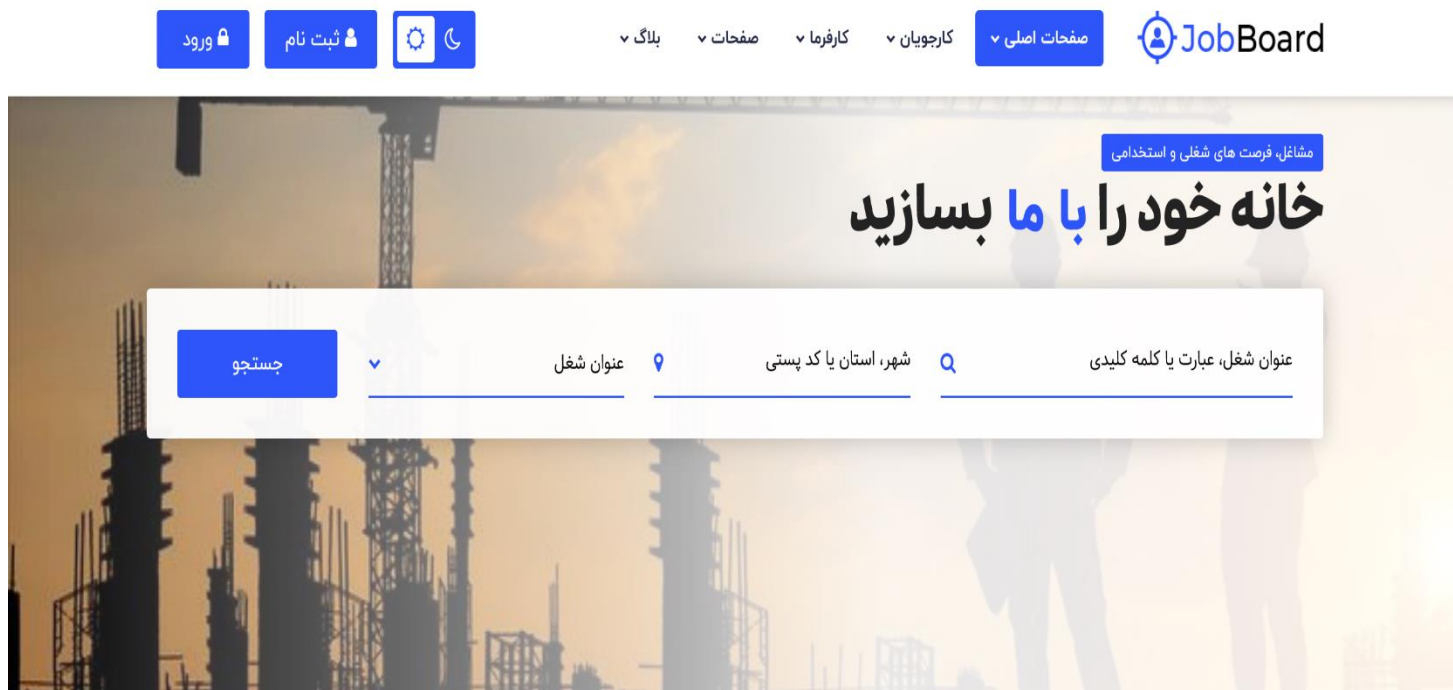 JobBoard
صفحات اصلی
کارجویان
کارفرما
صفحات
بلاگ
ثبت نام
ورود
مشاغل، فرصت های شغلی و استخدامی
خانه خود را با ما بسازید
عنوان شغل، عبارت یا کلمه کلیدی
شهر، استان یا کد پستی
عنوان شغل
جستجو